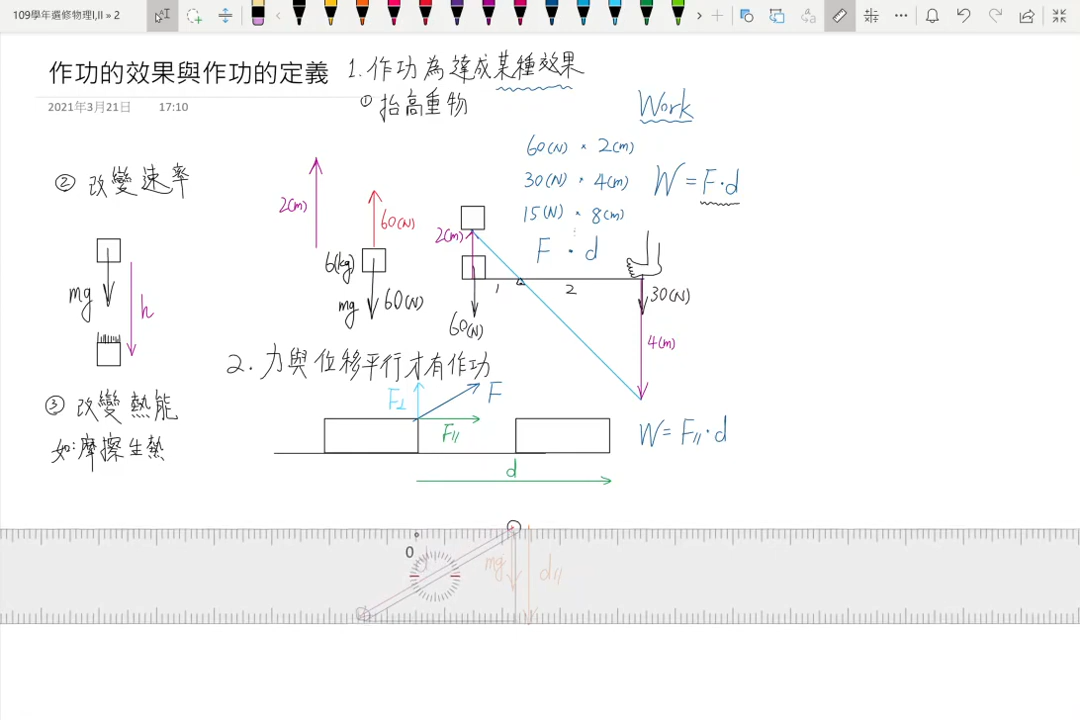 109學年選修物理I,II » 2
作功的效果與作功的定義
2021年3月21日 17:10
1.作功為達成某種效果
①抬高重物
Work
60(N) × 2(m)
30(N) × 4(m)
15(N) × 8(m)
F · d
W = F·d
② 改變速率
mg
h
2(m)
60(N)
6(kg)
mg
60(N)
2(m)
60(N)
1
2
30(N)
4(m)
③ 改變熱能
如:摩擦生熱
2. 力與位移平行才有作功
F⊥
F
F//
d
W = F//·d
0
d
mg
d//